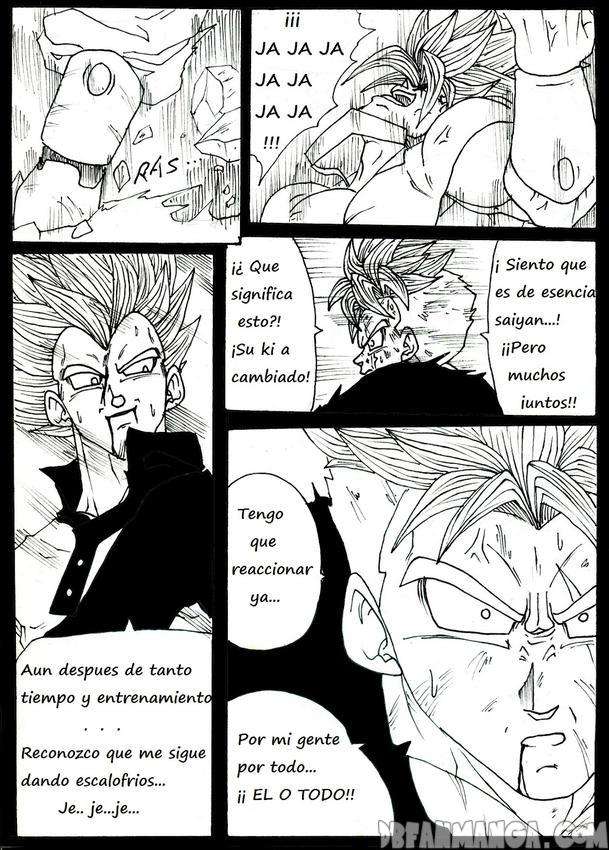 RAS...
¡¡¡
JA JA JA
JA JA
JA JA
!!!
¡¿ Que
significa
esto?!
¡Su ki a
cambiado!
¡ Siento que
es de esencia
saiyan...!
¡¡Pero
muchos
juntos!!
Aun despues de tanto
tiempo y entrenamiento
. . .
Reconozco que me sigue
dando escalofrios...
Je.. je...je...
Tengo
que
reaccionar
ya...
Por mi gente
por todo...
¡¡ EL O TODO!!
DBFANMANGA.COM